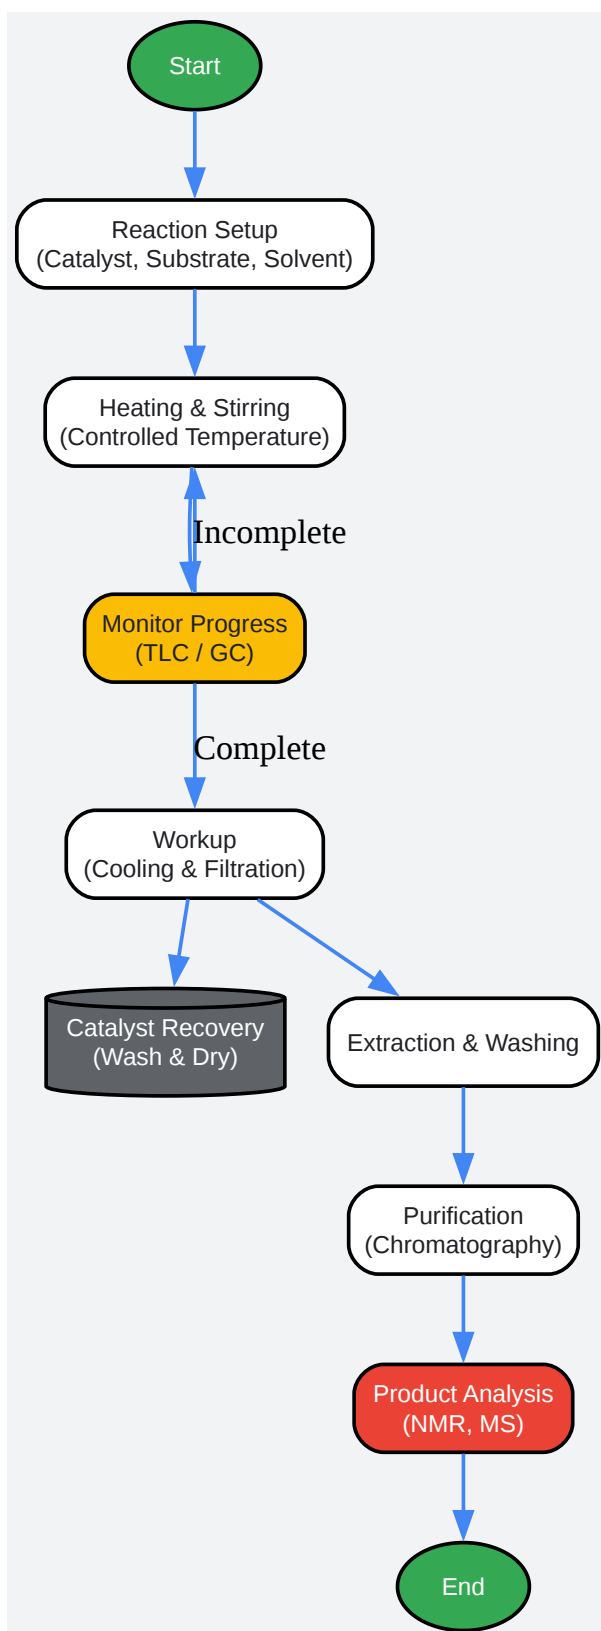 Start
Reaction Setup
(Catalyst, Substrate, Solvent)
Heating & Stirring
(Controlled Temperature)
Incomplete
Monitor Progress
(TLC / GC)
Complete
Workup
(Cooling & Filtration)
Catalyst Recovery
(Wash & Dry)
Extraction & Washing
Purification
(Chromatography)
Product Analysis
(NMR, MS)
End